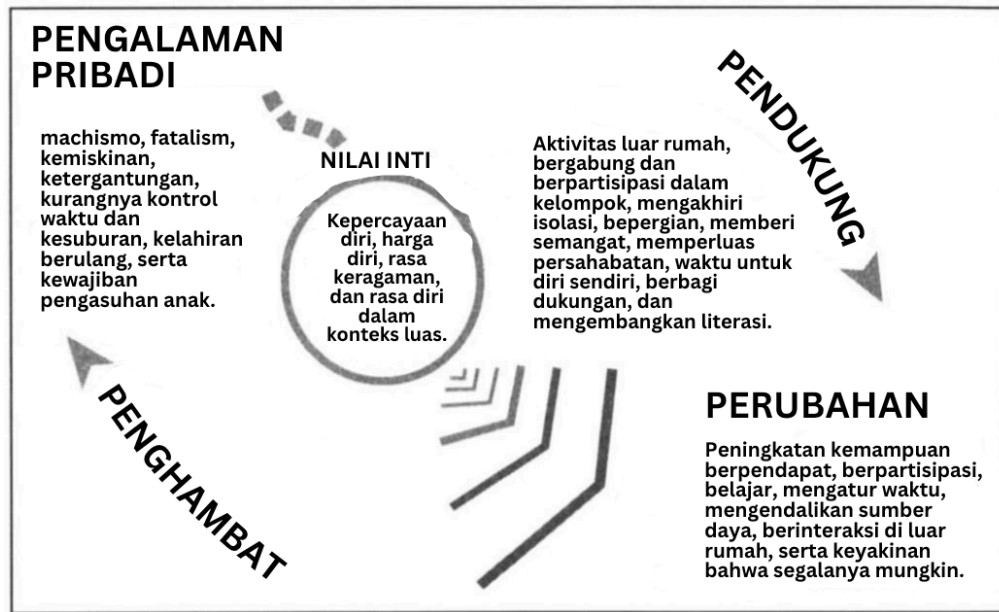 PENGALAMAN
PRIBADI
machismo, fatalism,
kemiskinan,
ketergantungan,
kurangnya kontrol
waktu dan
kesuburan, kelahiran
berulang, serta
kewajiban
pengasuhan anak.
NILAI INTI
Kepercayaan
diri, harga
diri, rasa
keragaman,
dan rasa diri
dalam
konteks luas.
Aktivitas luar rumah,
bergabung dan
berpartisipasi dalam
kelompok, mengakhiri
isolasi, bepergian, memberi
semangat, memperluas
persahabatan, waktu untuk
diri sendiri, berbagi
dukungan, dan
mengembangkan literasi.
PENDUKUNG
PENGHAMBAT
PERUBAHAN
Peningkatan kemampuan
berpendapat, berpartisipasi,
belajar, mengatur waktu,
mengendalikan sumber
daya, berinteraksi di luar
rumah, serta keyakinan
bahwa segalanya mungkin.